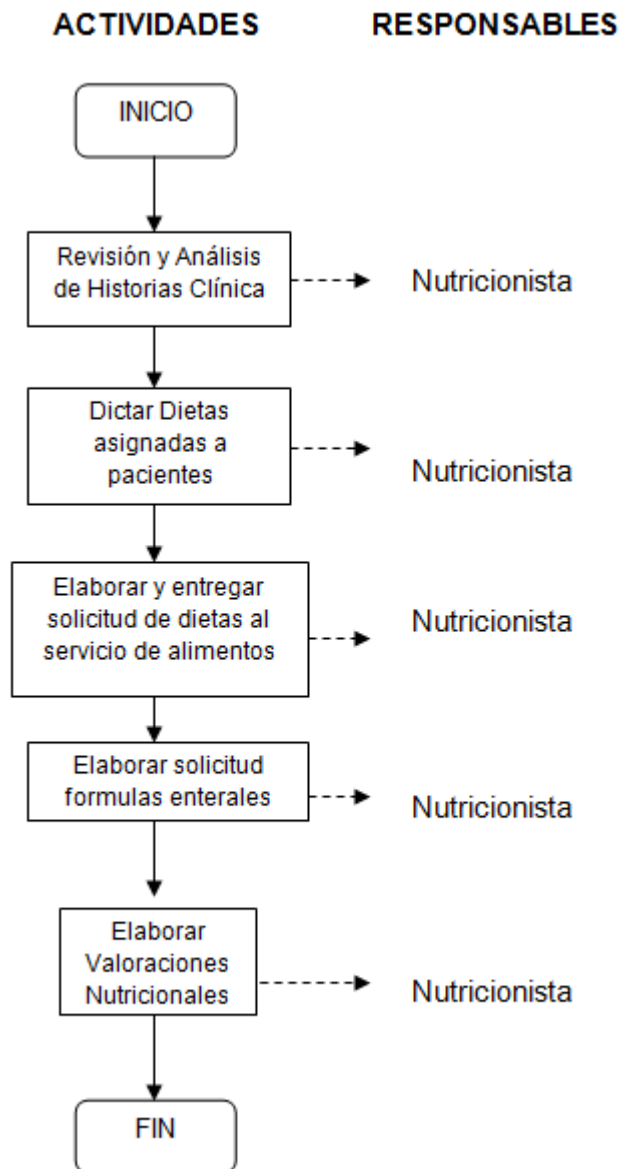 ACTIVIDADES RESPONSABLES
INICIO
Revisión y Análisis
de Historias Clínica
Nutricionista
Dictar Dietas
asignadas a
pacientes
Nutricionista
Elaborar y entregar
solicitud de dietas al
servicio de alimentos
Nutricionista
Elaborar solicitud
formulas enterales
Nutricionista
Elaborar
Valoraciones
Nutricionales
Nutricionista
FIN